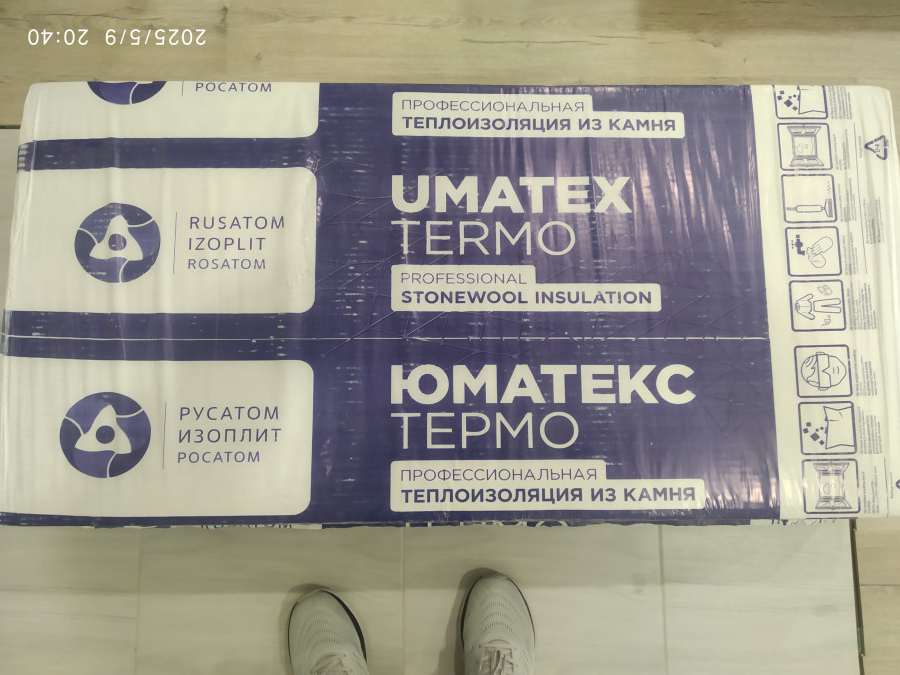 2025/5/9 20:40
РОСАТОМ
ПРОФЕССИОНАЛЬНАЯ
ТЕПЛОИЗОЛЯЦИЯ ИЗ КАМНЯ
RUSATOM
IZOPLIT
ROSATOM
UMATEX
TERMO
PROFESSIONAL
STONEWOOL INSULATION
РУСАТОМ
ИЗОПЛИТ
РОСАТОМ
ЮМАТЕКС
ТЕРМО
ПРОФЕССИОНАЛЬНАЯ
ТЕПЛОИЗОЛЯЦИЯ ИЗ КАМНЯ
RUSATOM